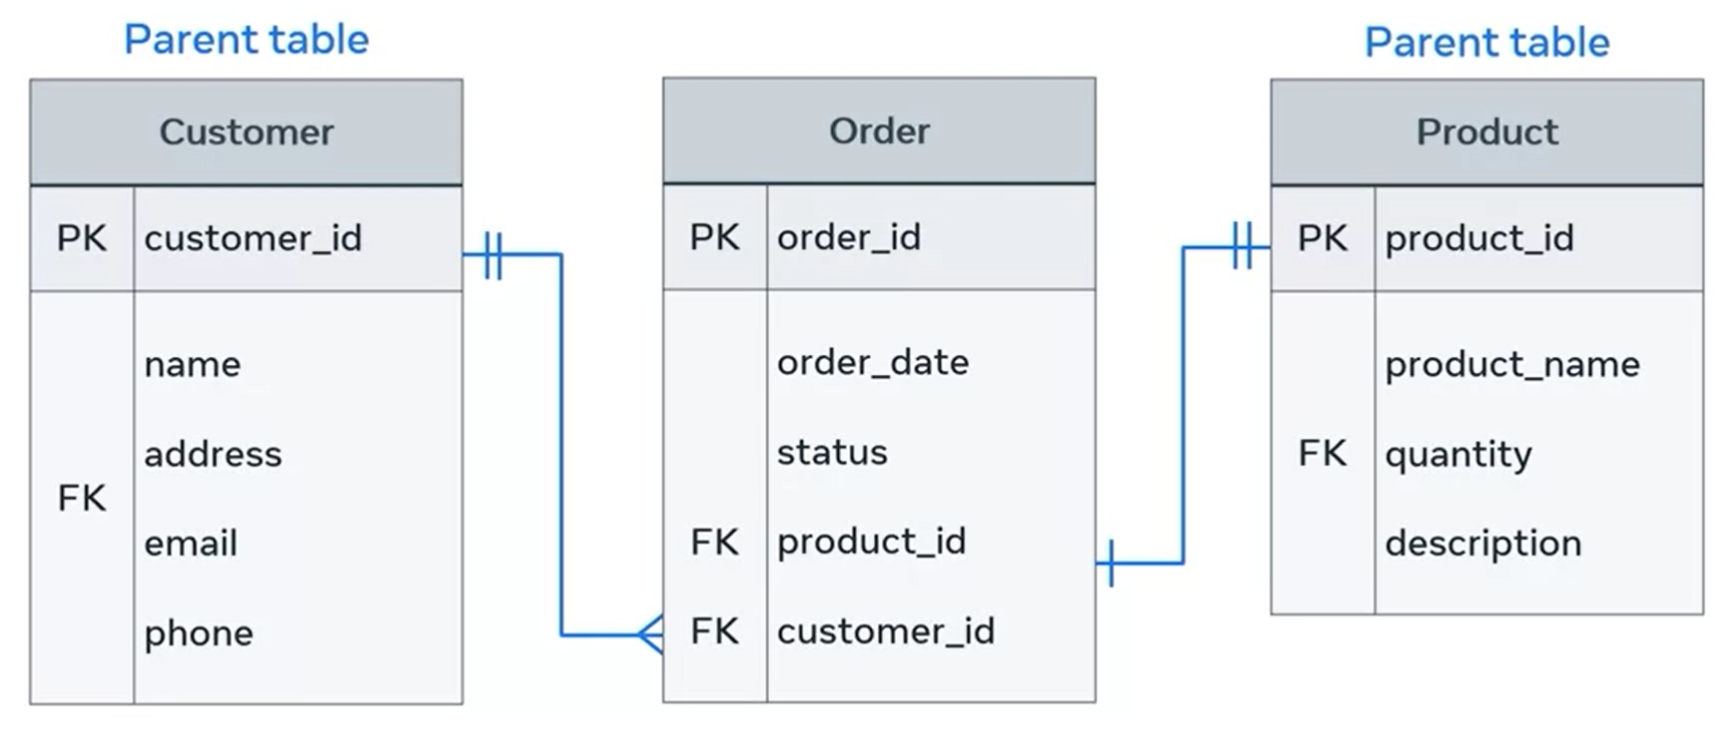 Parent table
Customer
PK customer_id
name
address
FK
email
phone
Order
PK order_id
order_date
status
FK product_id
FK customer_id
Parent table
Product
PK product_id
product_name
FK quantity
description